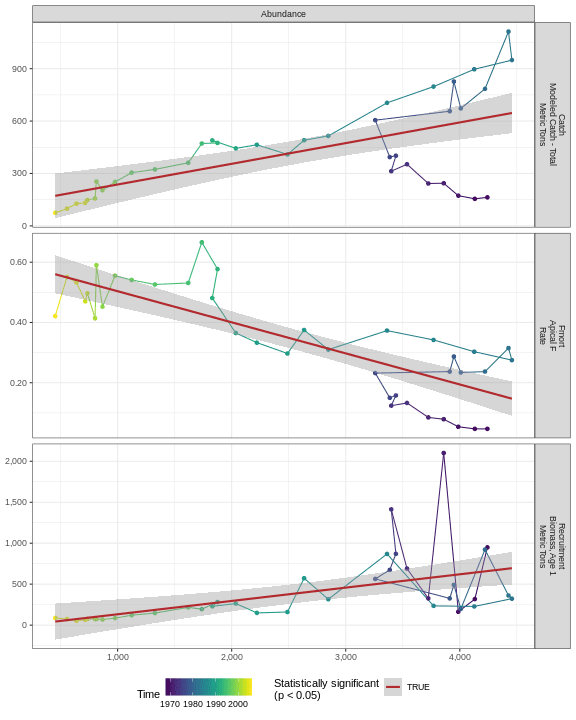 Abundance
900
600
300
0
Catch
Modeled Catch - Total
Metric Tons
0.60
0.40
0.20
Fmort
Apical F
Rate
2,000
1,500
1,000
500
0
Recruitment
Biomass, Age 1
Metric Tons
1,000 2,000 3,000 4,000
Time
1970 1980 1990 2000
Statistically significant
(p < 0.05)
TRUE